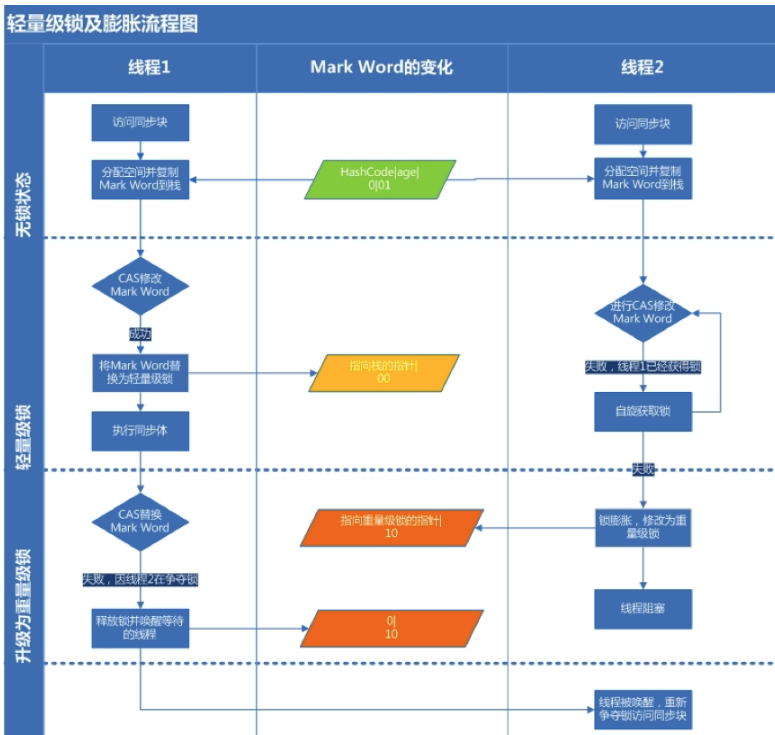 轻量级锁及膨胀流程图
线程1
Mark Word的变化
线程2
无锁状态
访问同步块
访问同步块
分配空间并复制
Mark Word到栈
HashCode|age|
0|01
分配空间并复制
Mark Word到栈
轻量级锁
CAS修改
Mark Word
进行CAS修改
Mark Word
成功
将Mark Word替
换为轻量级锁
指向栈的指针|
00
失败，线程1已经获得锁
自旋获取锁
执行同步体
失败
升级为重量级锁
CAS替换
Mark Word
指向重量级锁的指针|
10
锁膨胀，修改为重
量级锁
失败，因线程2在争夺锁
释放锁并唤醒等待
的线程
0|
10
线程阻塞
线程被唤醒，重新
争夺锁访问同步块